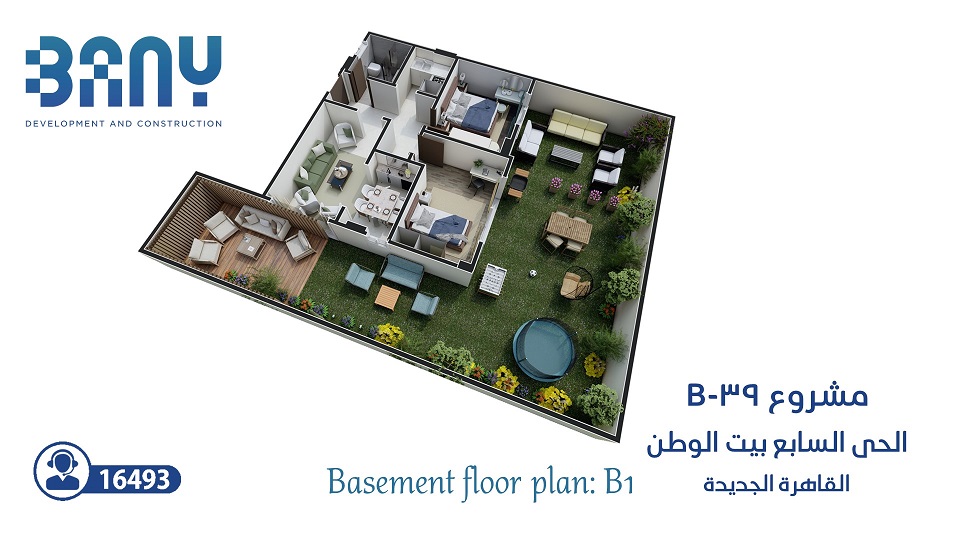 BANY
DEVELOPMENT AND CONSTRUCTION
مشروع B-٣٩
الحى السابع بيت الوطن
القاهرة الجديدة
Basement floor plan: B1
16493